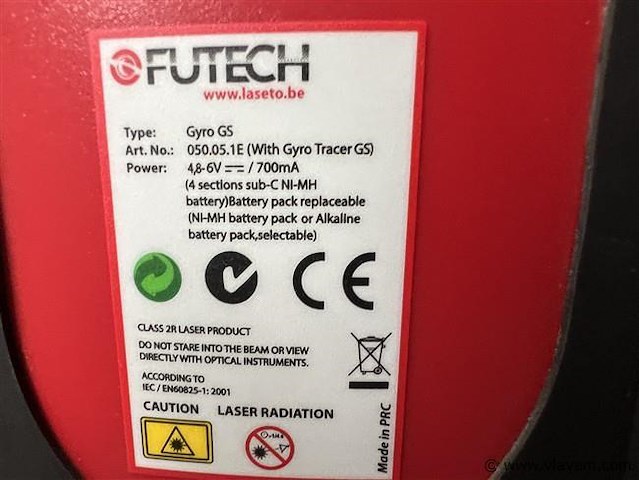 FUTECH
www.laseto.be
Type: Gyro GS
Art. No.: 050.05.1E (With Gyro Tracer GS)
Power: 4,8-6V⎓ / 700mA
(4 sections sub-C NI-MH
battery)Battery pack replaceable
(NI-MH battery pack or Alkaline
battery pack,selectable)
CE
CLASS 2R LASER PRODUCT
DO NOT STARE INTO THE BEAM OR VIEW
DIRECTLY WITH OPTICAL INSTRUMENTS.
ACCORDING TO
IEC / EN60825-1: 2001
CAUTION LASER RADIATION
Made in PRC
© www.vlavem.com